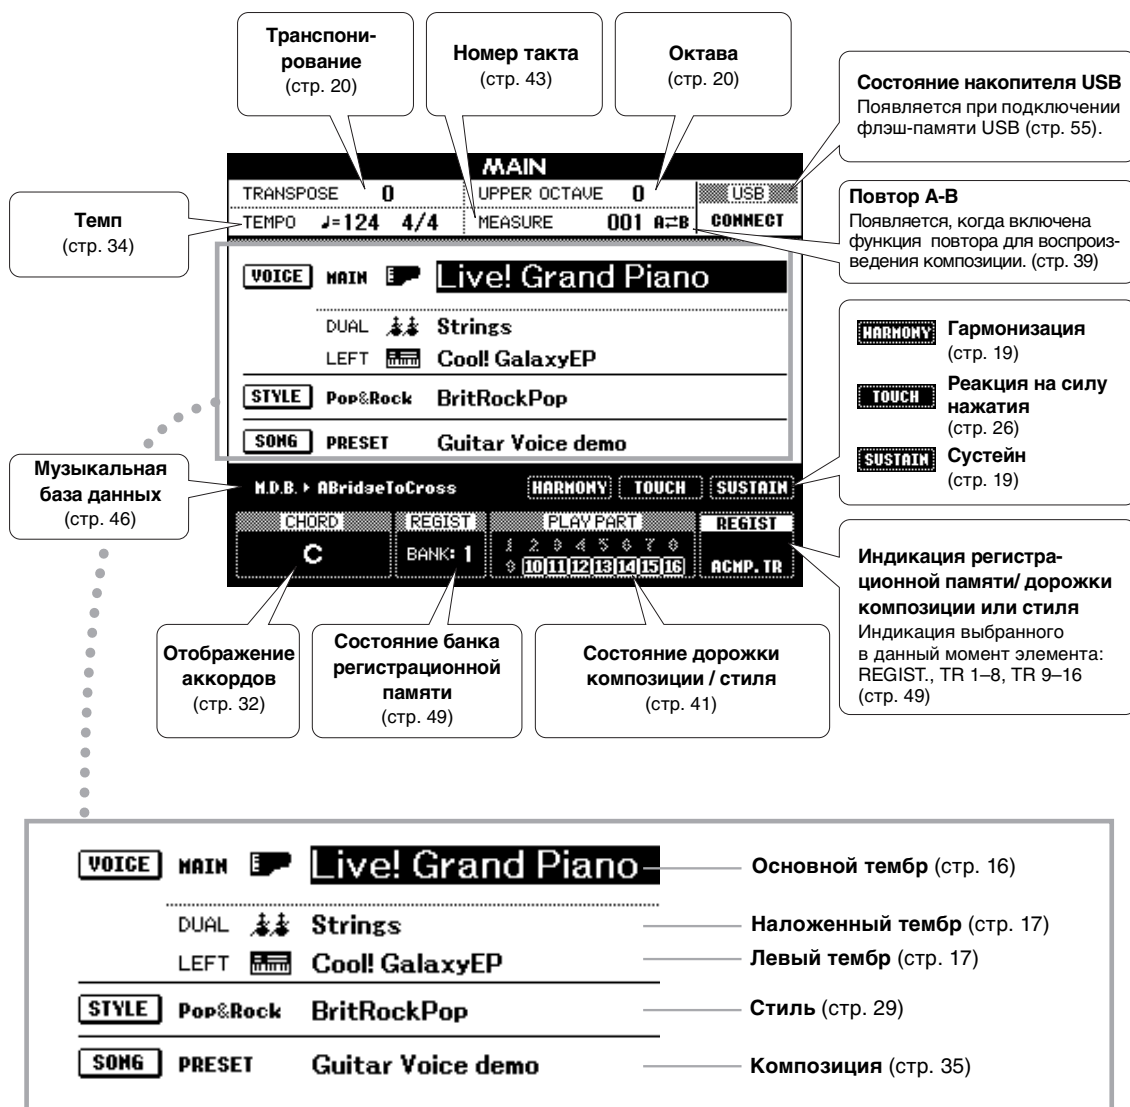 Транспони-
рование
(стр. 20)
Номер такта
(стр. 43)
Октава
(стр. 20)
Состояние накопителя USB
Появляется при подключении
флэш-памяти USB (стр. 55).
Темп
(стр. 34)
MAIN
TRANSPOSE 0 UPPER OCTAVE 0 USB
TEMPO ♩=124 4/4 MEASURE 001 A⇄B CONNECT
Повтор А-В
Появляется, когда включена
функция повтора для воспроиз-
ведения композиции. (стр. 39)
VOICE MAIN Live! Grand Piano
DUAL Strings
LEFT Cool! GalaxyEP
STYLE Pop&Rock BritRockPop
SONG PRESET Guitar Voice demo
HARMONY Гармонизация
(стр. 19)
TOUCH Реакция на силу
нажатия
(стр. 26)
SUSTAIN Сустейн
(стр. 19)
Музыкальная
база данных
(стр. 46)
M.D.B. ▸ ABridgeToCross HARMONY TOUCH SUSTAIN
CHORD REGIST PLAY PART REGIST
C BANK: 1 1 2 3 4 5 6 7 8
9 10 11 12 13 14 15 16 ACMP. TR
Индикация регистра-
ционной памяти/ дорожки
композиции или стиля
Индикация выбранного
в данный момент элемента:
REGIST., TR 1–8, TR 9–16
(стр. 49)
Отображение
аккордов
(стр. 32)
Состояние банка
регистрационной
памяти
(стр. 49)
Состояние дорожки
композиции / стиля
(стр. 41)
VOICE MAIN Live! Grand Piano Основной тембр (стр. 16)
DUAL Strings Наложенный тембр (стр. 17)
LEFT Cool! GalaxyEP Левый тембр (стр. 17)
STYLE Pop&Rock BritRockPop Стиль (стр. 29)
SONG PRESET Guitar Voice demo Композиция (стр. 35)